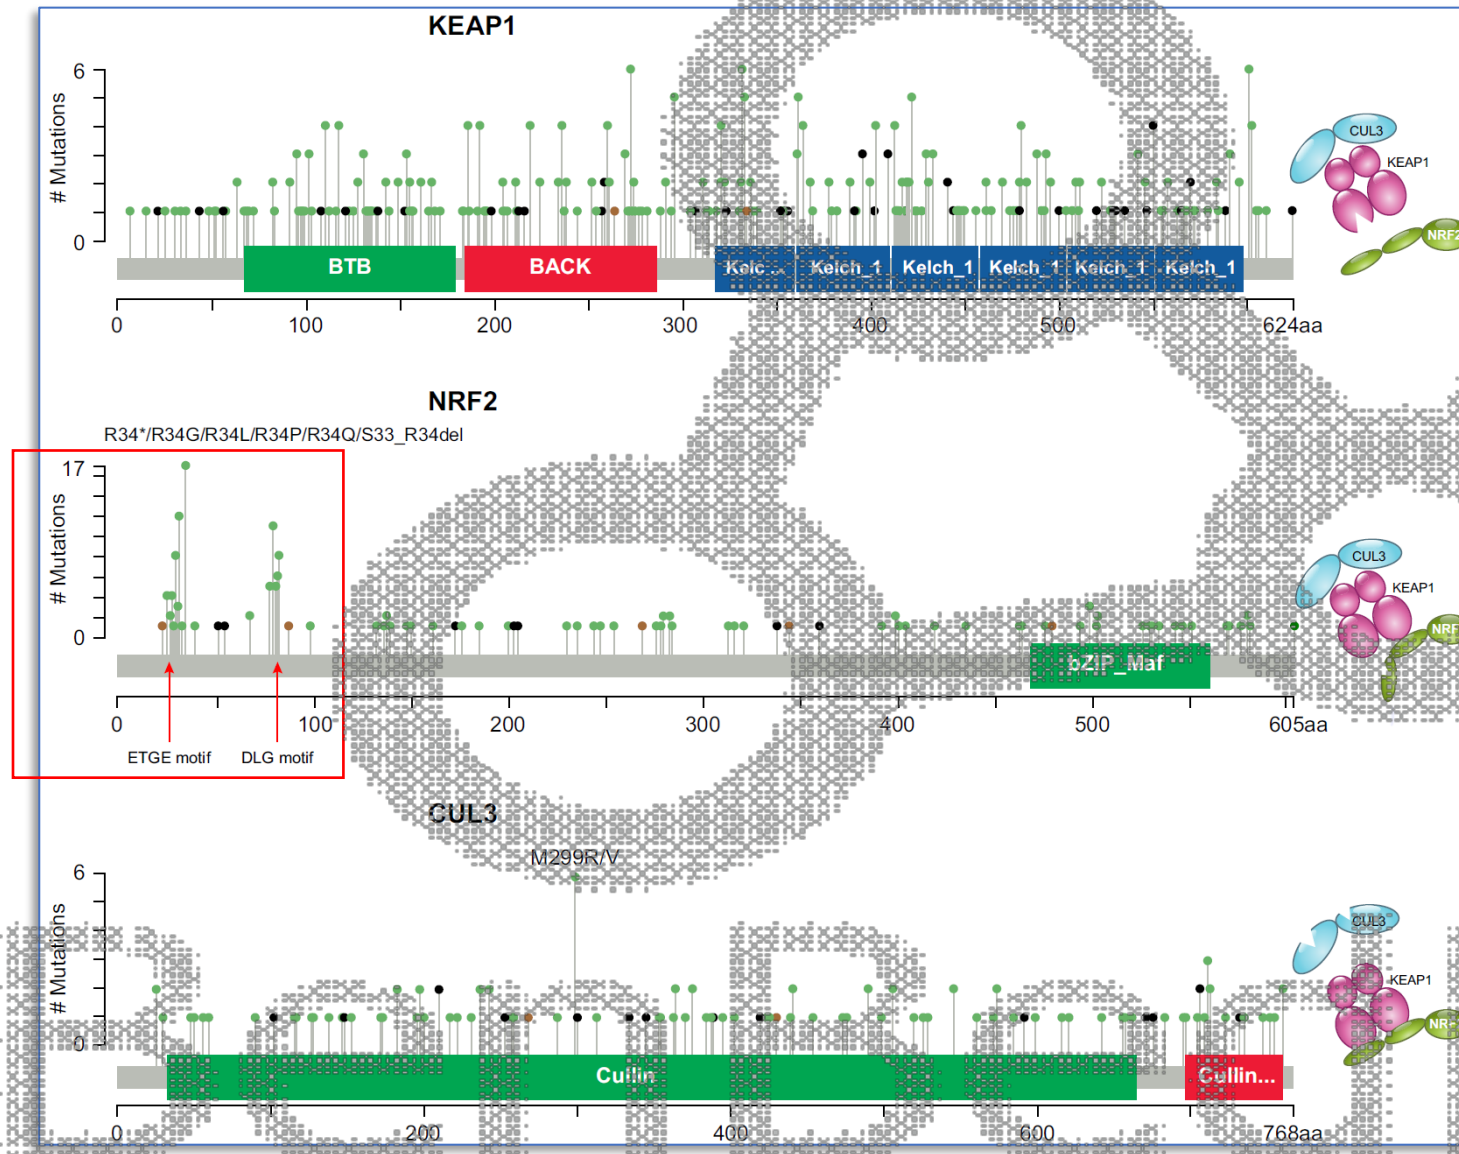 KEAP1
6
# Mutations
0
BTB BACK Kelc... Kelch_1 Kelch_1 Kelch_1 Kelch_1 Kelch_1
0 100 200 300 400 500 624aa
CUL3
KEAP1
NRF2
NRF2
R34*/R34G/R34L/R34P/R34Q/S33_R34del
17
# Mutations
0
bZIP_Maf
0 100 200 300 400 500 605aa
ETGE motif DLG motif
CUL3
KEAP1
NRF
CUL3
M299R/V
6
# Mutations
0
Cullin Cullin...
0 200 400 600 768aa
CUL3
KEAP1